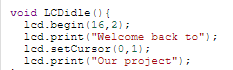 void LCDidle(){
lcd.begin(16,2);
lcd.print("Welcome back to");
lcd.setCursor(0,1);
lcd.print("Our project");